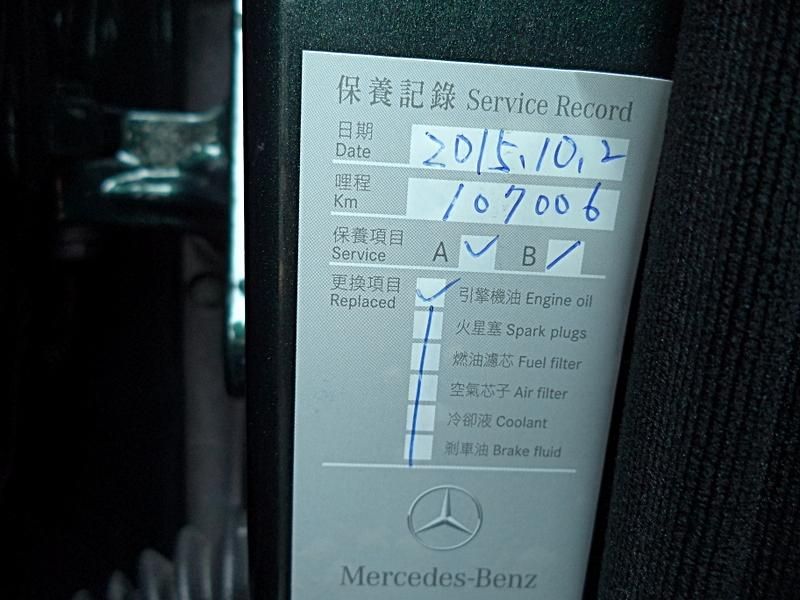 保養記錄 Service Record
日期
Date 2015.10.2
哩程
Km 107006
保養項目
Service A ✓ B /
更換項目
Replaced ✓ 引擎機油 Engine oil
火星塞 Spark plugs
燃油濾芯 Fuel filter
空氣芯子 Air filter
冷卻液 Coolant
剎車油 Brake fluid
Mercedes-Benz